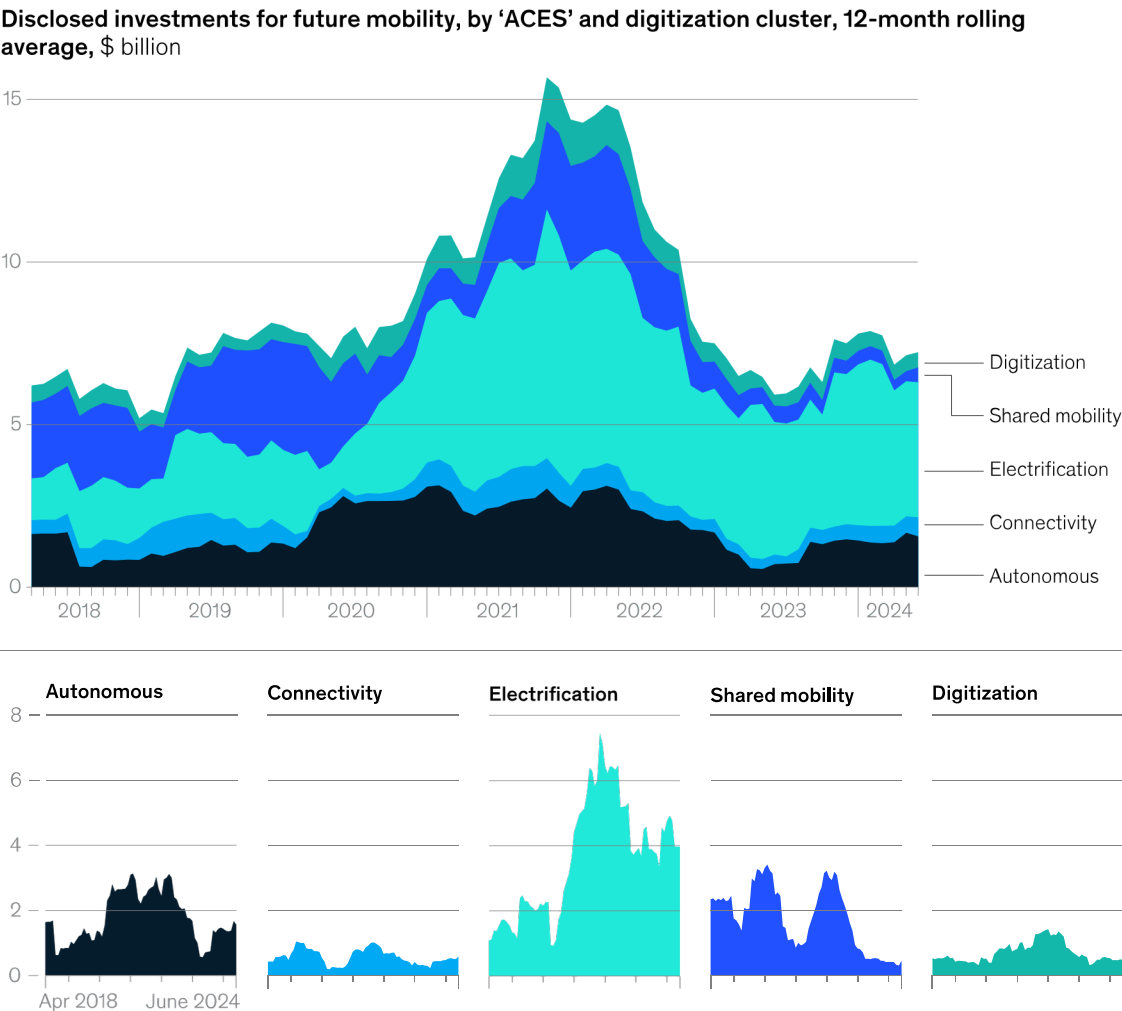 Disclosed investments for future mobility, by ‘ACES’ and digitization cluster, 12-month rolling
average, $ billion
15
10
5
0
Digitization
Shared mobility
Electrification
Connectivity
Autonomous
2018 2019 2020 2021 2022 2023 2024
Autonomous Connectivity Electrification Shared mobility Digitization
8
6
4
2
0
Apr 2018 June 2024